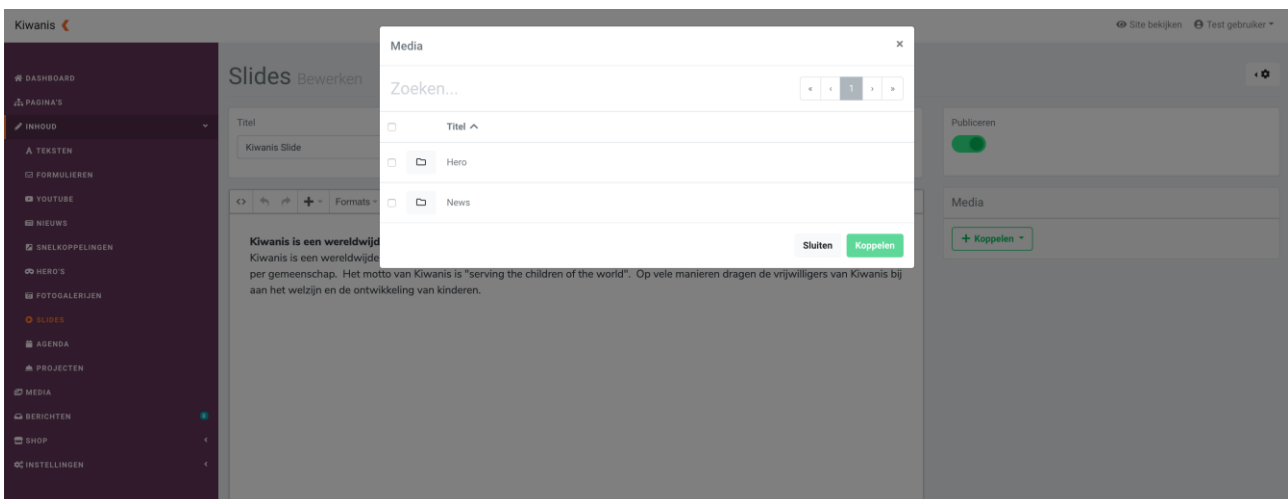 Kiwanis
Site bekijken
Test gebruiker
Media
×
Zoeken...
« ‹ 1 › »
Titel
Hero
News
Sluiten
Koppelen
DASHBOARD
PAGINA'S
INHOUD
TEKSTEN
FORMULIEREN
YOUTUBE
NIEUWS
SNELKOPPELINGEN
HERO'S
FOTOGALERIJEN
SLIDES
AGENDA
PROJECTEN
MEDIA
BERICHTEN
SHOP
INSTELLINGEN
Slides Bewerken
Titel
Kiwanis Slide
Formats
Kiwanis is een wereldwijd
Kiwanis is een wereldwijde
per gemeenschap. Het motto van Kiwanis is "serving the children of the world". Op vele manieren dragen de vrijwilligers van Kiwanis bij
aan het welzijn en de ontwikkeling van kinderen.
Publiceren
Media
+ Koppelen